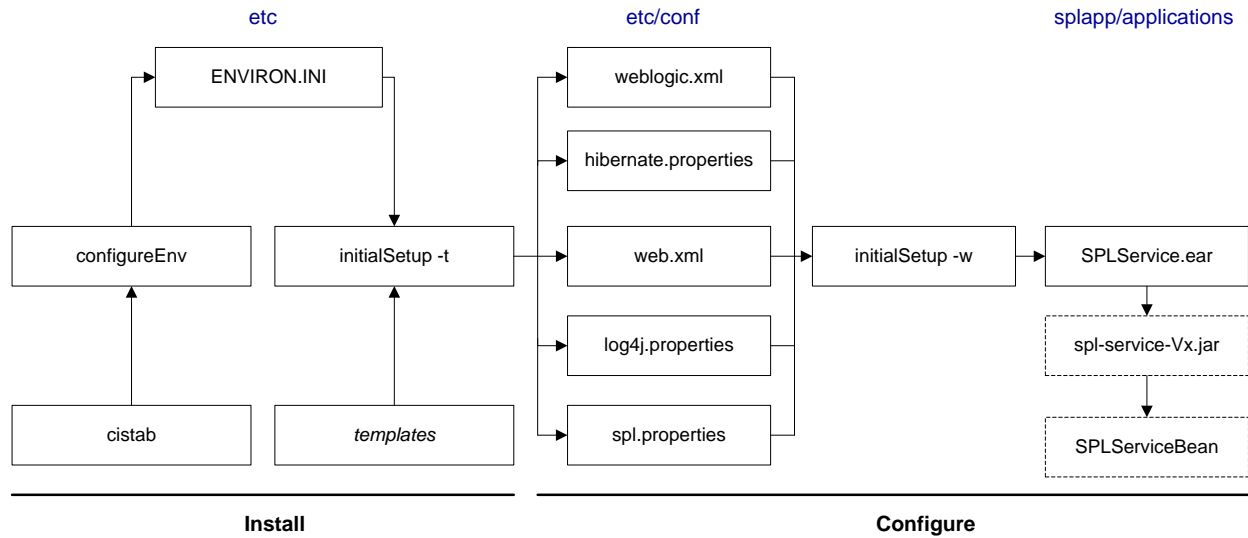 etc
etc/conf
splapp/applications
ENVIRON.INI
weblogic.xml
hibernate.properties
configureEnv
initialSetup -t
web.xml
initialSetup -w
SPLService.ear
log4j.properties
spl-service-Vx.jar
cistab
templates
spl.properties
SPLServiceBean
Install
Configure